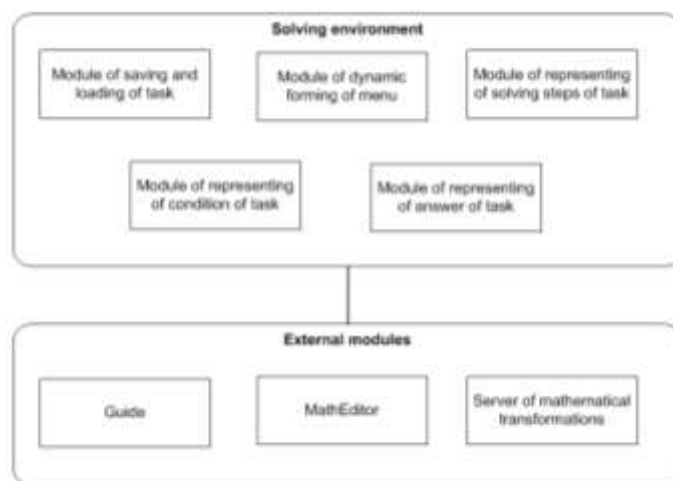 Solving environment
Module of saving and
loading of task
Module of dynamic
forming of menu
Module of representing
of solving steps of task
Module of representing
of condition of task
Module of representing
of answer of task
External modules
Guide
MathEditor
Server of mathematical
transformations